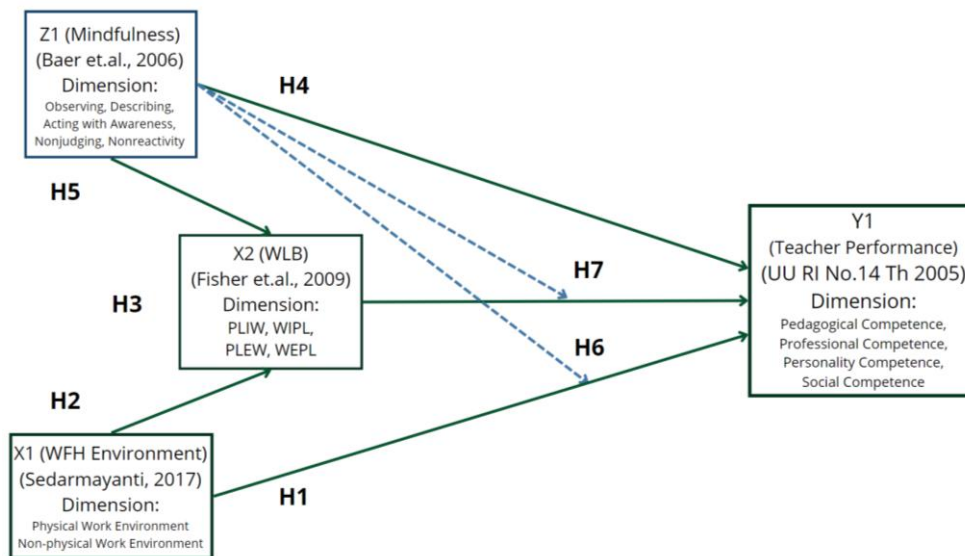 Z1 (Mindfulness)
(Baer et.al., 2006)
Dimension:
Observing, Describing,
Acting with Awareness,
Nonjudging, Nonreactivity
H4
H5
X2 (WLB)
(Fisher et.al., 2009)
Dimension:
PLIW, WIPL,
PLEW, WEPL
H3
H7
H6
Y1
(Teacher Performance)
(UU RI No.14 Th 2005)
Dimension:
Pedagogical Competence,
Professional Competence,
Personality Competence,
Social Competence
H2
X1 (WFH Environment)
(Sedarmayanti, 2017)
Dimension:
Physical Work Environment
Non-physical Work Environment
H1